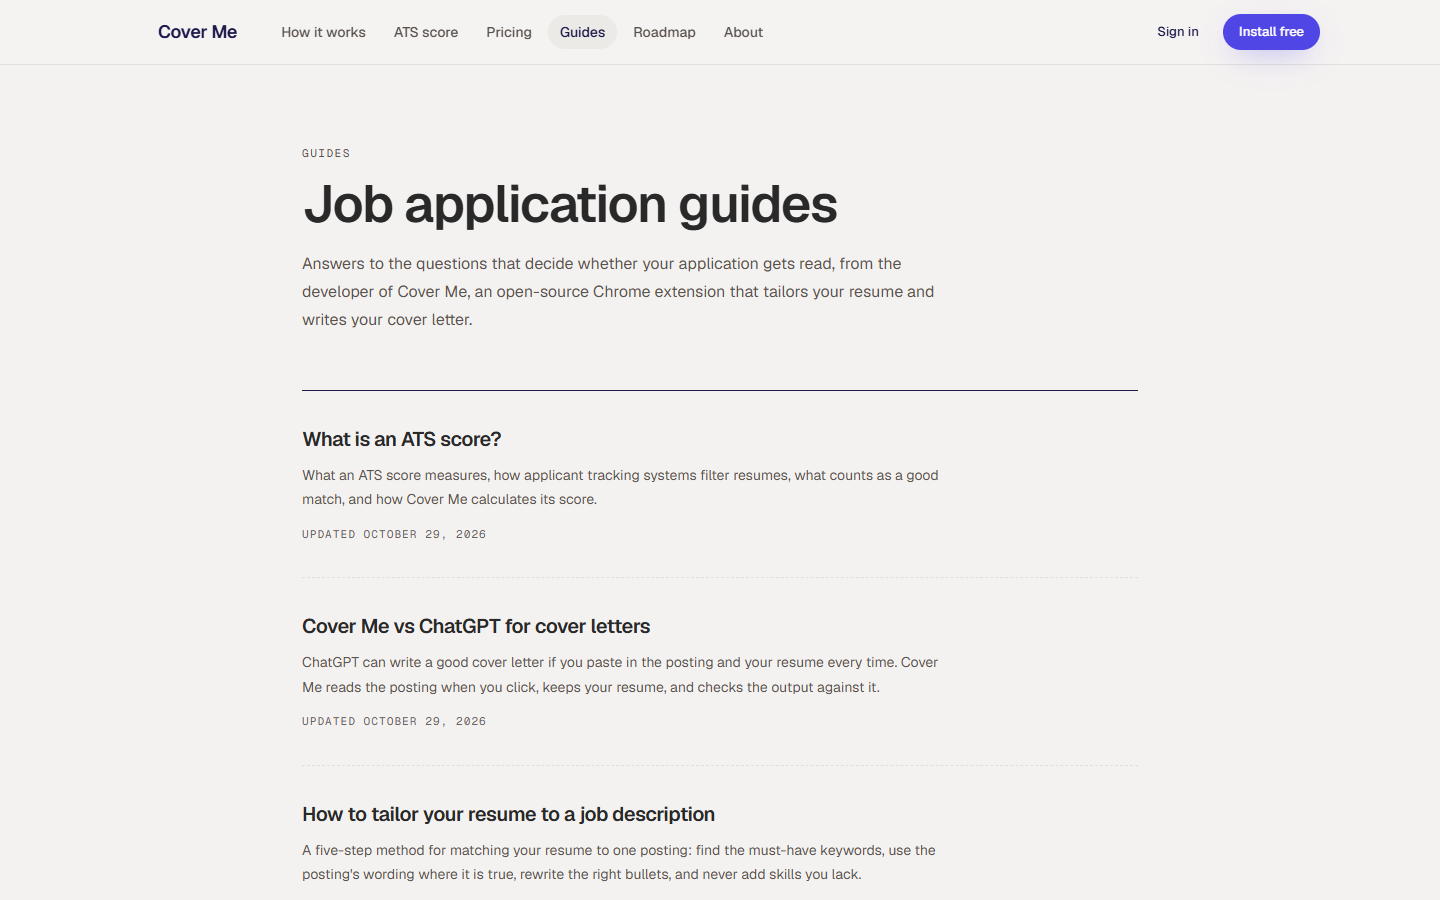 Cover Me
How it works
ATS score
Pricing
Guides
Roadmap
About
Sign in
Install free
GUIDES
Job application guides
Answers to the questions that decide whether your application gets read, from the
developer of Cover Me, an open-source Chrome extension that tailors your resume and
writes your cover letter.
What is an ATS score?
What an ATS score measures, how applicant tracking systems filter resumes, what counts as a good
match, and how Cover Me calculates its score.
UPDATED OCTOBER 29, 2026
Cover Me vs ChatGPT for cover letters
ChatGPT can write a good cover letter if you paste in the posting and your resume every time. Cover
Me reads the posting when you click, keeps your resume, and checks the output against it.
UPDATED OCTOBER 29, 2026
How to tailor your resume to a job description
A five-step method for matching your resume to one posting: find the must-have keywords, use the
posting's wording where it is true, rewrite the right bullets, and never add skills you lack.